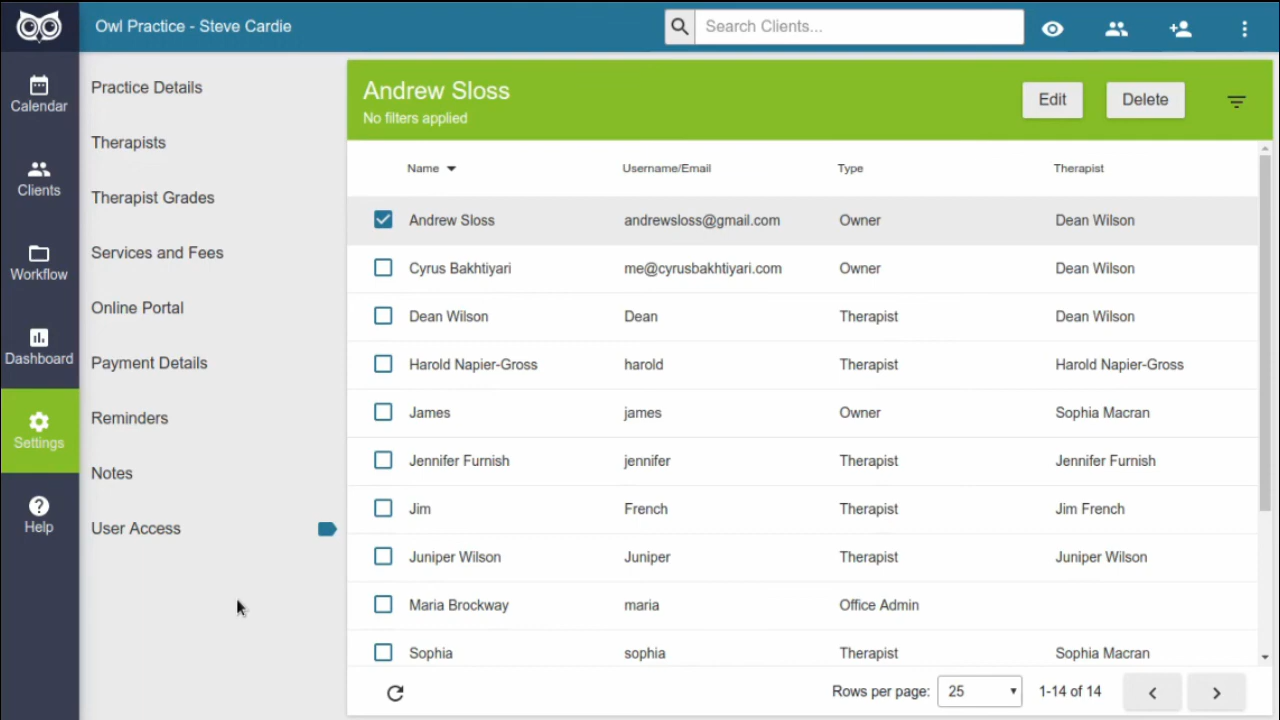 Owl Practice - Steve Cardie
Search Clients...
Calendar
Clients
Workflow
Dashboard
Settings
Help
Practice Details
Therapists
Therapist Grades
Services and Fees
Online Portal
Payment Details
Reminders
Notes
User Access
Andrew Sloss
No filters applied
Edit Delete
Name Username/Email Type Therapist
Andrew Sloss andrewsloss@gmail.com Owner Dean Wilson
Cyrus Bakhtiyari me@cyrusbakhtiyari.com Owner Dean Wilson
Dean Wilson Dean Therapist Dean Wilson
Harold Napier-Gross harold Therapist Harold Napier-Gross
James james Owner Sophia Macran
Jennifer Furnish jennifer Therapist Jennifer Furnish
Jim French Therapist Jim French
Juniper Wilson Juniper Therapist Juniper Wilson
Maria Brockway maria Office Admin
Sophia sophia Therapist Sophia Macran
Rows per page: 25 1-14 of 14